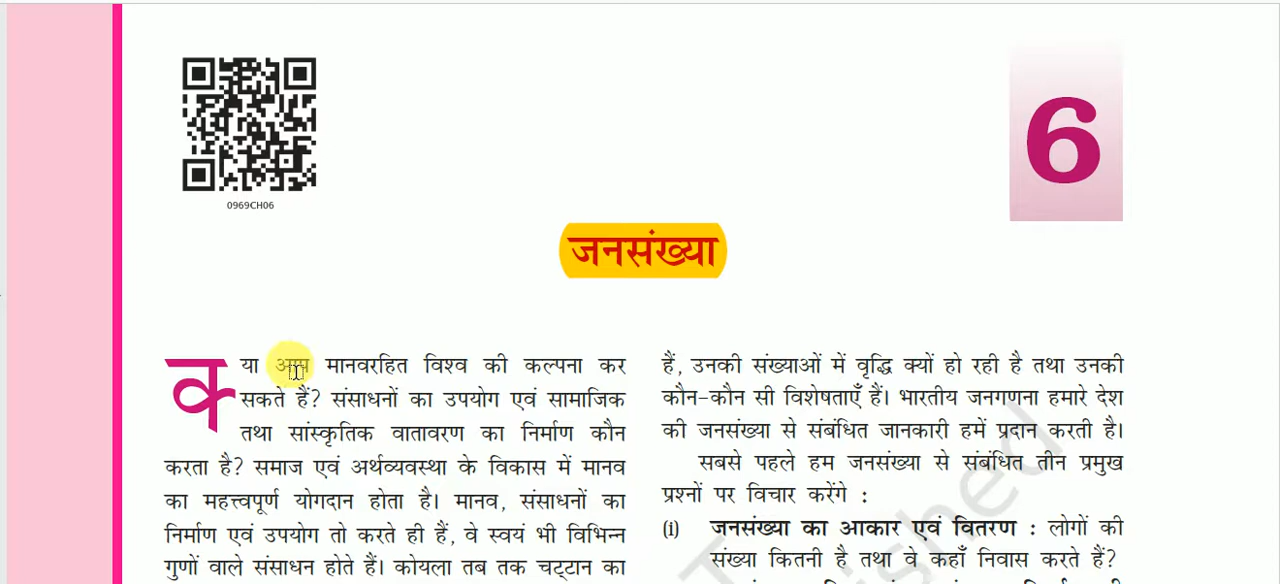 6
0969CH06
जनसंख्या
क्या आप मानवरहित विश्व की कल्पना कर
सकते हैं? संसाधनों का उपयोग एवं सामाजिक
तथा सांस्कृतिक वातावरण का निर्माण कौन
करता है? समाज एवं अर्थव्यवस्था के विकास में मानव
का महत्त्वपूर्ण योगदान होता है। मानव, संसाधनों का
निर्माण एवं उपयोग तो करते ही हैं, वे स्वयं भी विभिन्न
गुणों वाले संसाधन होते हैं। कोयला तब तक चट्टान का
हैं, उनकी संख्याओं में वृद्धि क्यों हो रही है तथा उनकी
कौन-कौन सी विशेषताएँ हैं। भारतीय जनगणना हमारे देश
की जनसंख्या से संबंधित जानकारी हमें प्रदान करती है।
सबसे पहले हम जनसंख्या से संबंधित तीन प्रमुख
प्रश्नों पर विचार करेंगे :
(i) जनसंख्या का आकार एवं वितरण : लोगों की
संख्या कितनी है तथा वे कहाँ निवास करते हैं?